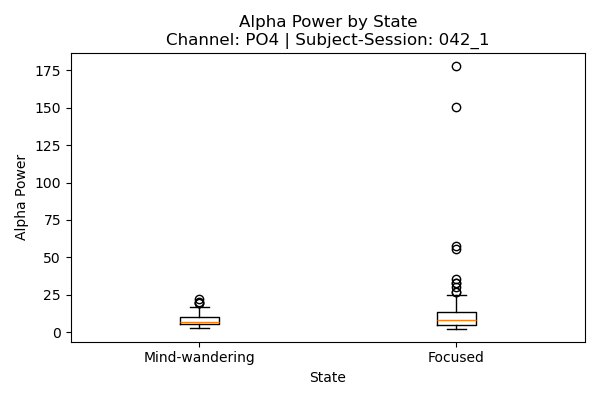 Alpha Power by State
Channel: PO4 | Subject-Session: 042_1
175
150
125
100
75
50
25
0
Alpha Power
Mind-wandering
Focused
State